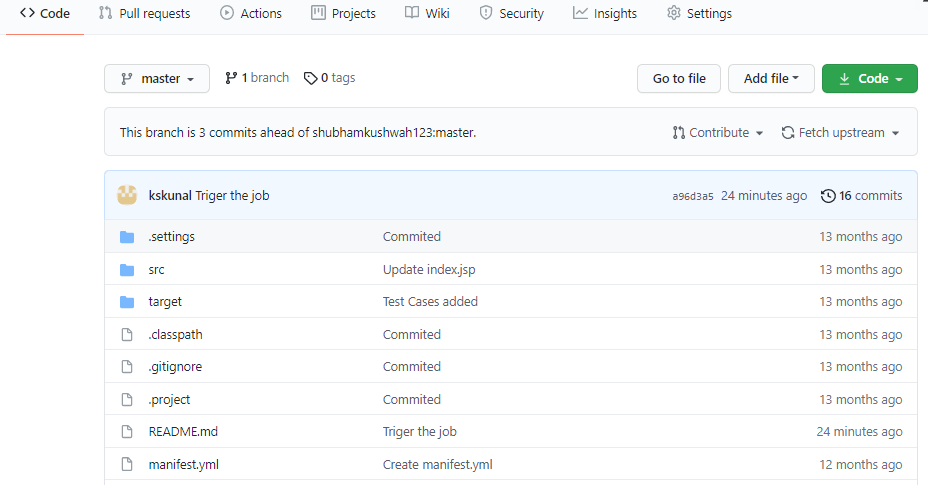 Code Pull requests Actions Projects Wiki Security Insights Settings
master 1 branch 0 tags Go to file Add file Code
This branch is 3 commits ahead of shubhamkushwah123:master. Contribute Fetch upstream
kskunal Triger the job a96d3a5 24 minutes ago 16 commits
.settings Commited 13 months ago
src Update index.jsp 13 months ago
target Test Cases added 13 months ago
.classpath Commited 13 months ago
.gitignore Commited 13 months ago
.project Commited 13 months ago
README.md Triger the job 24 minutes ago
manifest.yml Create manifest.yml 12 months ago